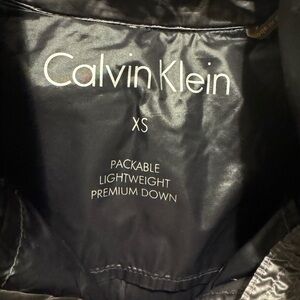 Calvin Klein
XS
PACKABLE
LIGHTWEIGHT
PREMIUM DOWN